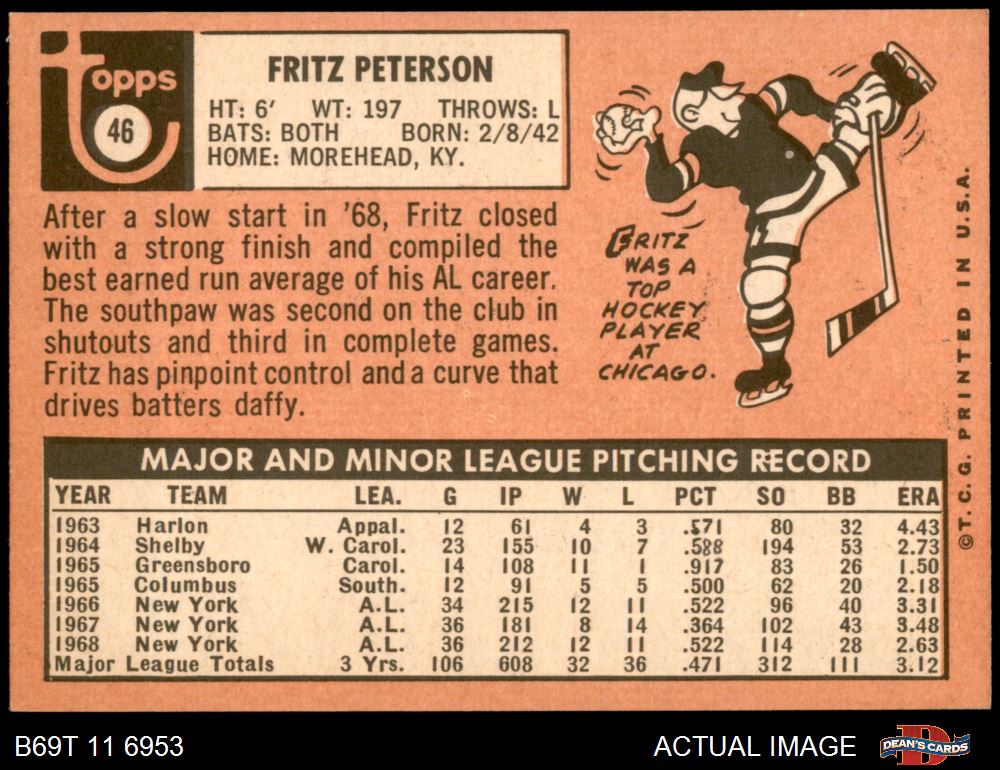 topps
46
FRITZ PETERSON
HT: 6' WT: 197 THROWS: L
BATS: BOTH BORN: 2/8/42
HOME: MOREHEAD, KY.
After a slow start in '68, Fritz closed
with a strong finish and compiled the
best earned run average of his AL career.
The southpaw was second on the club in
shutouts and third in complete games.
Fritz has pinpoint control and a curve that
drives batters daffy.
FRITZ
WAS A
TOP
HOCKEY
PLAYER
AT
CHICAGO.
©T.C.G. PRINTED IN U.S.A.
MAJOR AND MINOR LEAGUE PITCHING RECORD
YEAR TEAM LEA. G IP W L PCT SO BB ERA
1963 Harlon Appal. 12 61 4 3 .571 80 32 4.43
1964 Shelby W. Carol. 23 155 10 7 .588 194 53 2.73
1965 Greensboro Carol. 14 108 11 1 .917 83 26 1.50
1965 Columbus South. 12 91 5 5 .500 62 20 2.18
1966 New York A.L. 34 215 12 11 .522 96 40 3.31
1967 New York A.L. 36 181 8 14 .364 102 43 3.48
1968 New York A.L. 36 212 12 11 .522 114 28 2.63
Major League Totals 3 Yrs. 106 608 32 36 .471 312 111 3.12
B69T 11 6953
ACTUAL IMAGE
D
DEAN'S CARDS